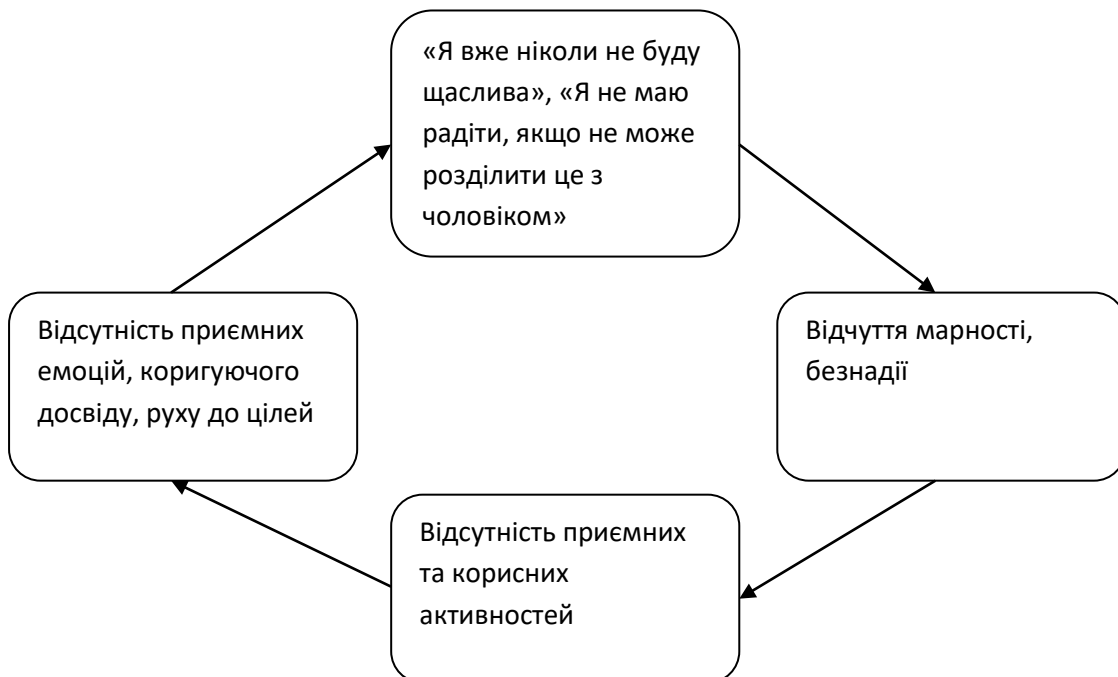 «Я вже ніколи не буду
щаслива», «Я не маю
радіти, якщо не може
розділити це з
чоловіком»
Відсутність приємних
емоцій, коригуючого
досвіду, руху до цілей
Відчуття марності,
безнадії
Відсутність приємних
та корисних
активностей